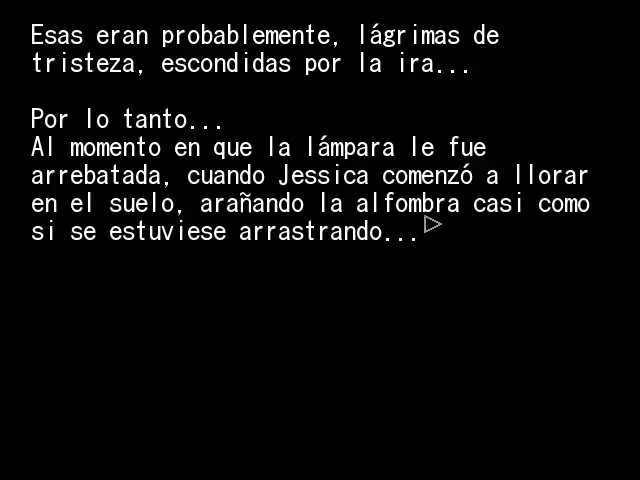 Esas eran probablemente, lágrimas de
tristeza, escondidas por la ira...
Por lo tanto...
Al momento en que la lámpara le fue
arrebatada, cuando Jessica comenzó a llorar
en el suelo, arañando la alfombra casi como
si se estuviese arrastrando...